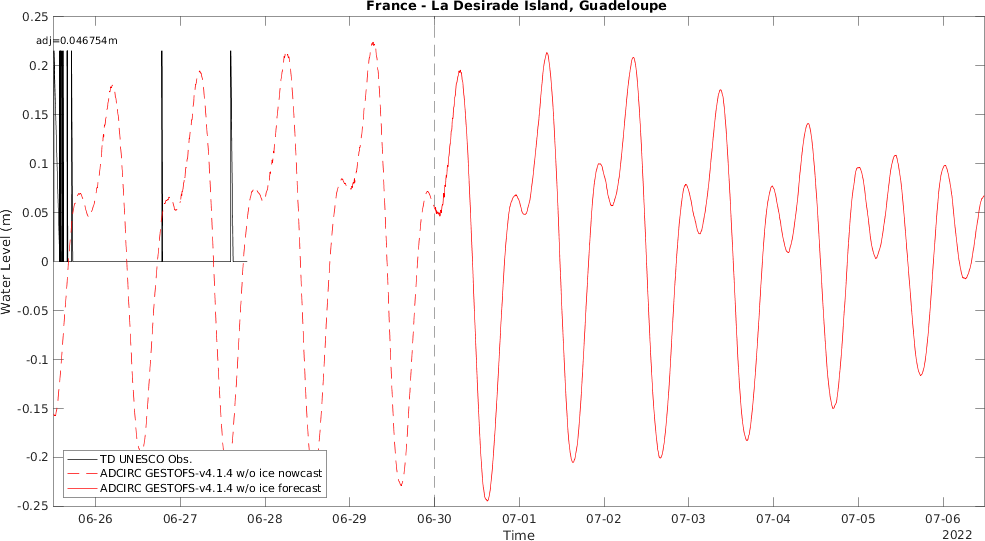 France - La Desirade Island, Guadeloupe
0.25
adj=0.046754m
0.2
0.15
0.1
0.05
0
-0.05
-0.1
-0.15
-0.2
-0.25
Water Level (m)
TD UNESCO Obs.
ADCIRC GESTOFS-v4.1.4 w/o ice nowcast
ADCIRC GESTOFS-v4.1.4 w/o ice forecast
06-26 06-27 06-28 06-29 06-30 07-01 07-02 07-03 07-04 07-05 07-06
Time
2022